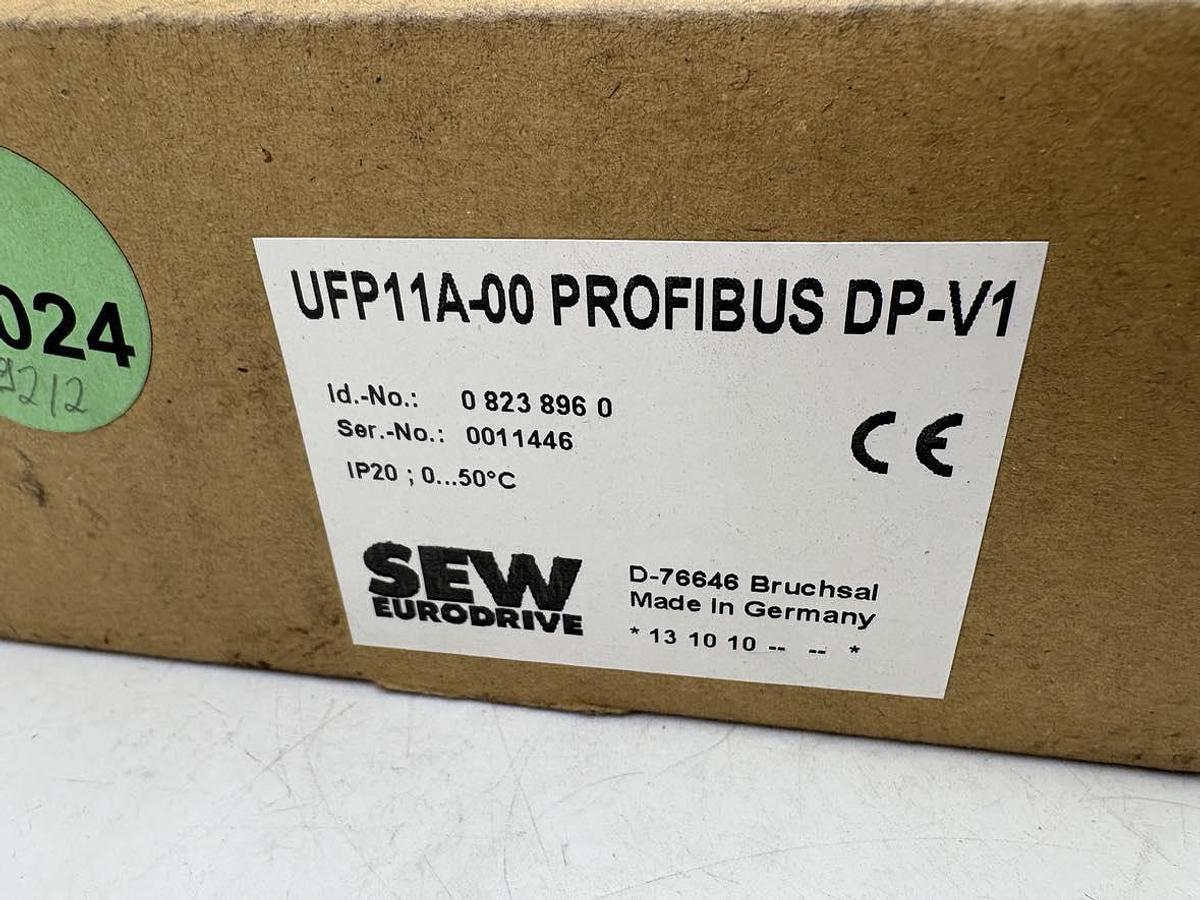 024
UFP11A-00 PROFIBUS DP-V1
Id.-No.: 0 823 896 0
Ser.-No.: 0011446
IP20 ; 0...50°C
CE
SEW
EURODRIVE
D-76646 Bruchsal
Made In Germany
* 13 10 10 -- -- *